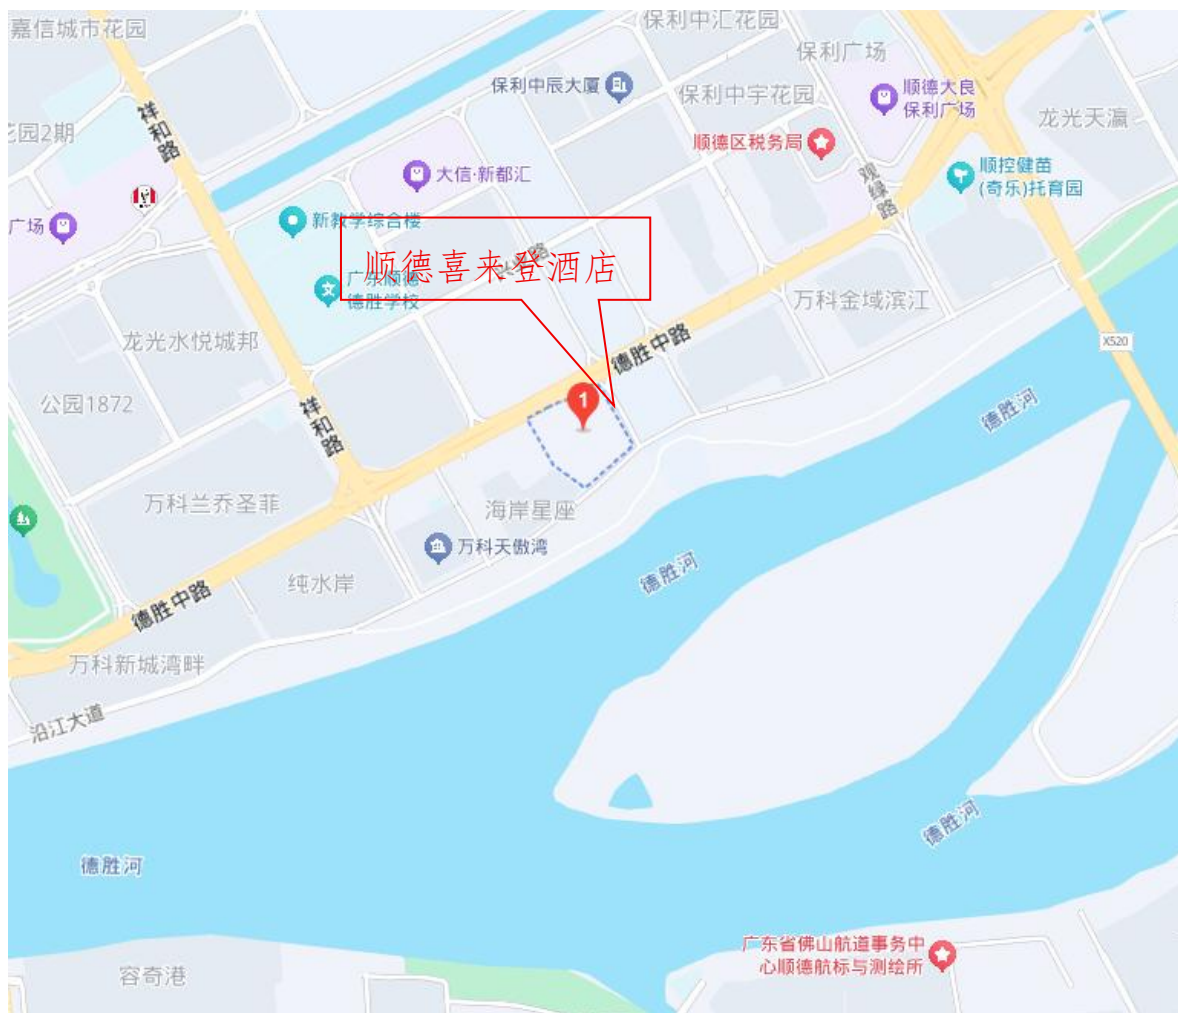 嘉信城市花园
保利中汇花园
保利广场
保利中辰大厦
保利中宇花园
顺德大良
保利广场
龙光天瀛
祥和路
花园2期
顺德区税务局
大信·新都汇
观绿路
顺控健苗
(奇乐)托育园
广场
新教学综合楼
顺德喜来登酒店
广东顺德
德胜学校
万科金域滨江
龙光水悦城邦
德胜中路
X520
公园1872
1
祥和路
德胜河
万科兰乔圣菲
海岸星座
万科天傲湾
德胜河
纯水岸
德胜中路
万科新城湾畔
沿江大道
德胜河
德胜河
广东省佛山航道事务中
心顺德航标与测绘所
容奇港